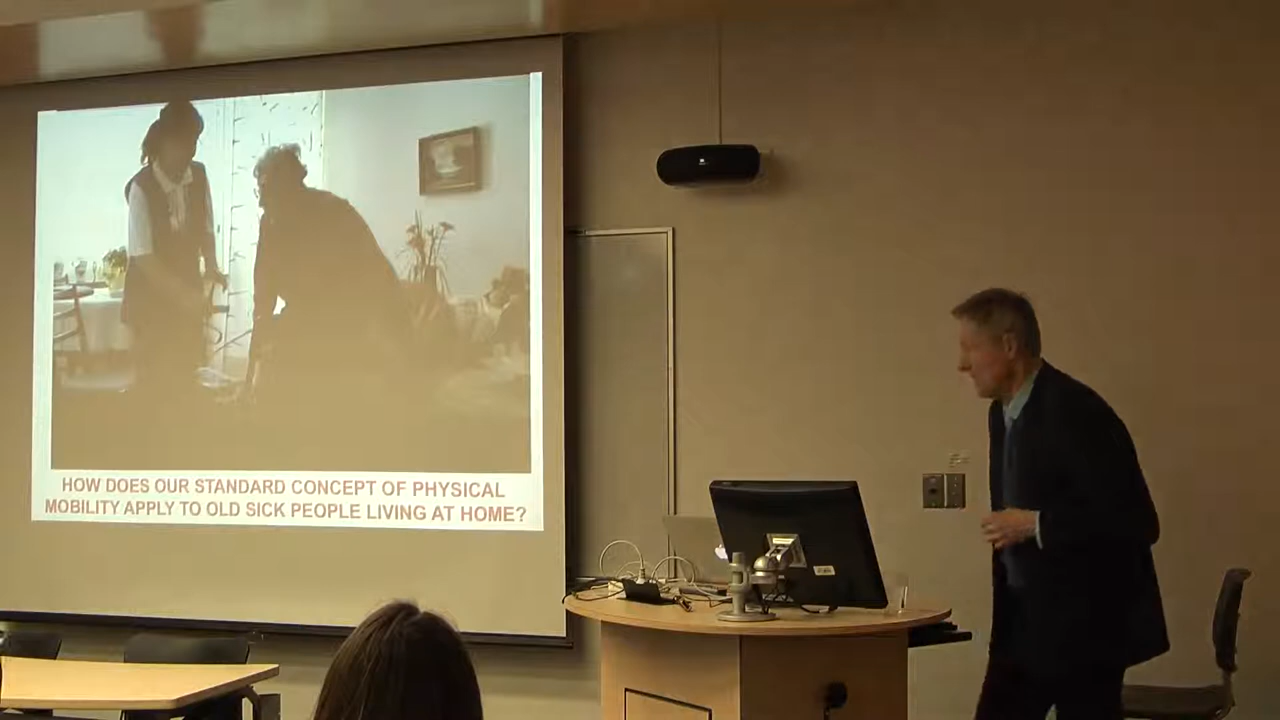 HOW DOES OUR STANDARD CONCEPT OF PHYSICAL
MOBILITY APPLY TO OLD SICK PEOPLE LIVING AT HOME?